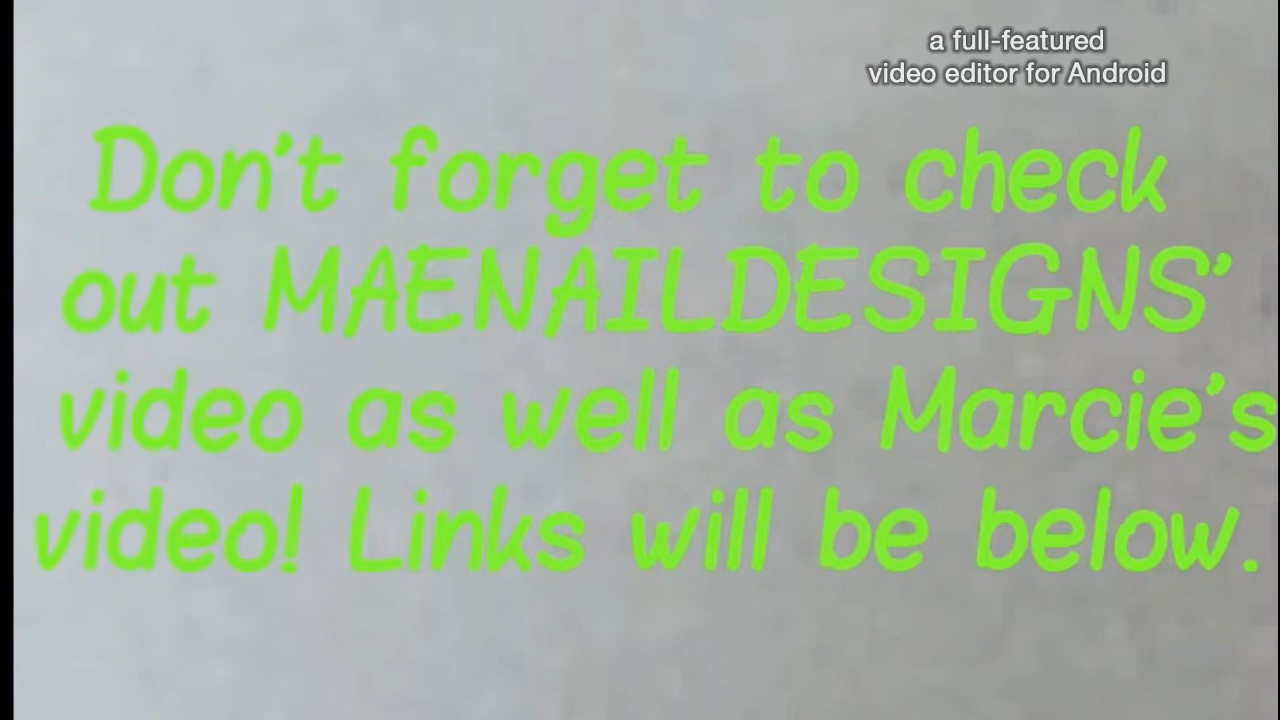 a full-featured
video editor for Android
Don't forget to check
out MAENAILDESIGNS'
video as well as Marcie's
video! Links will be below.